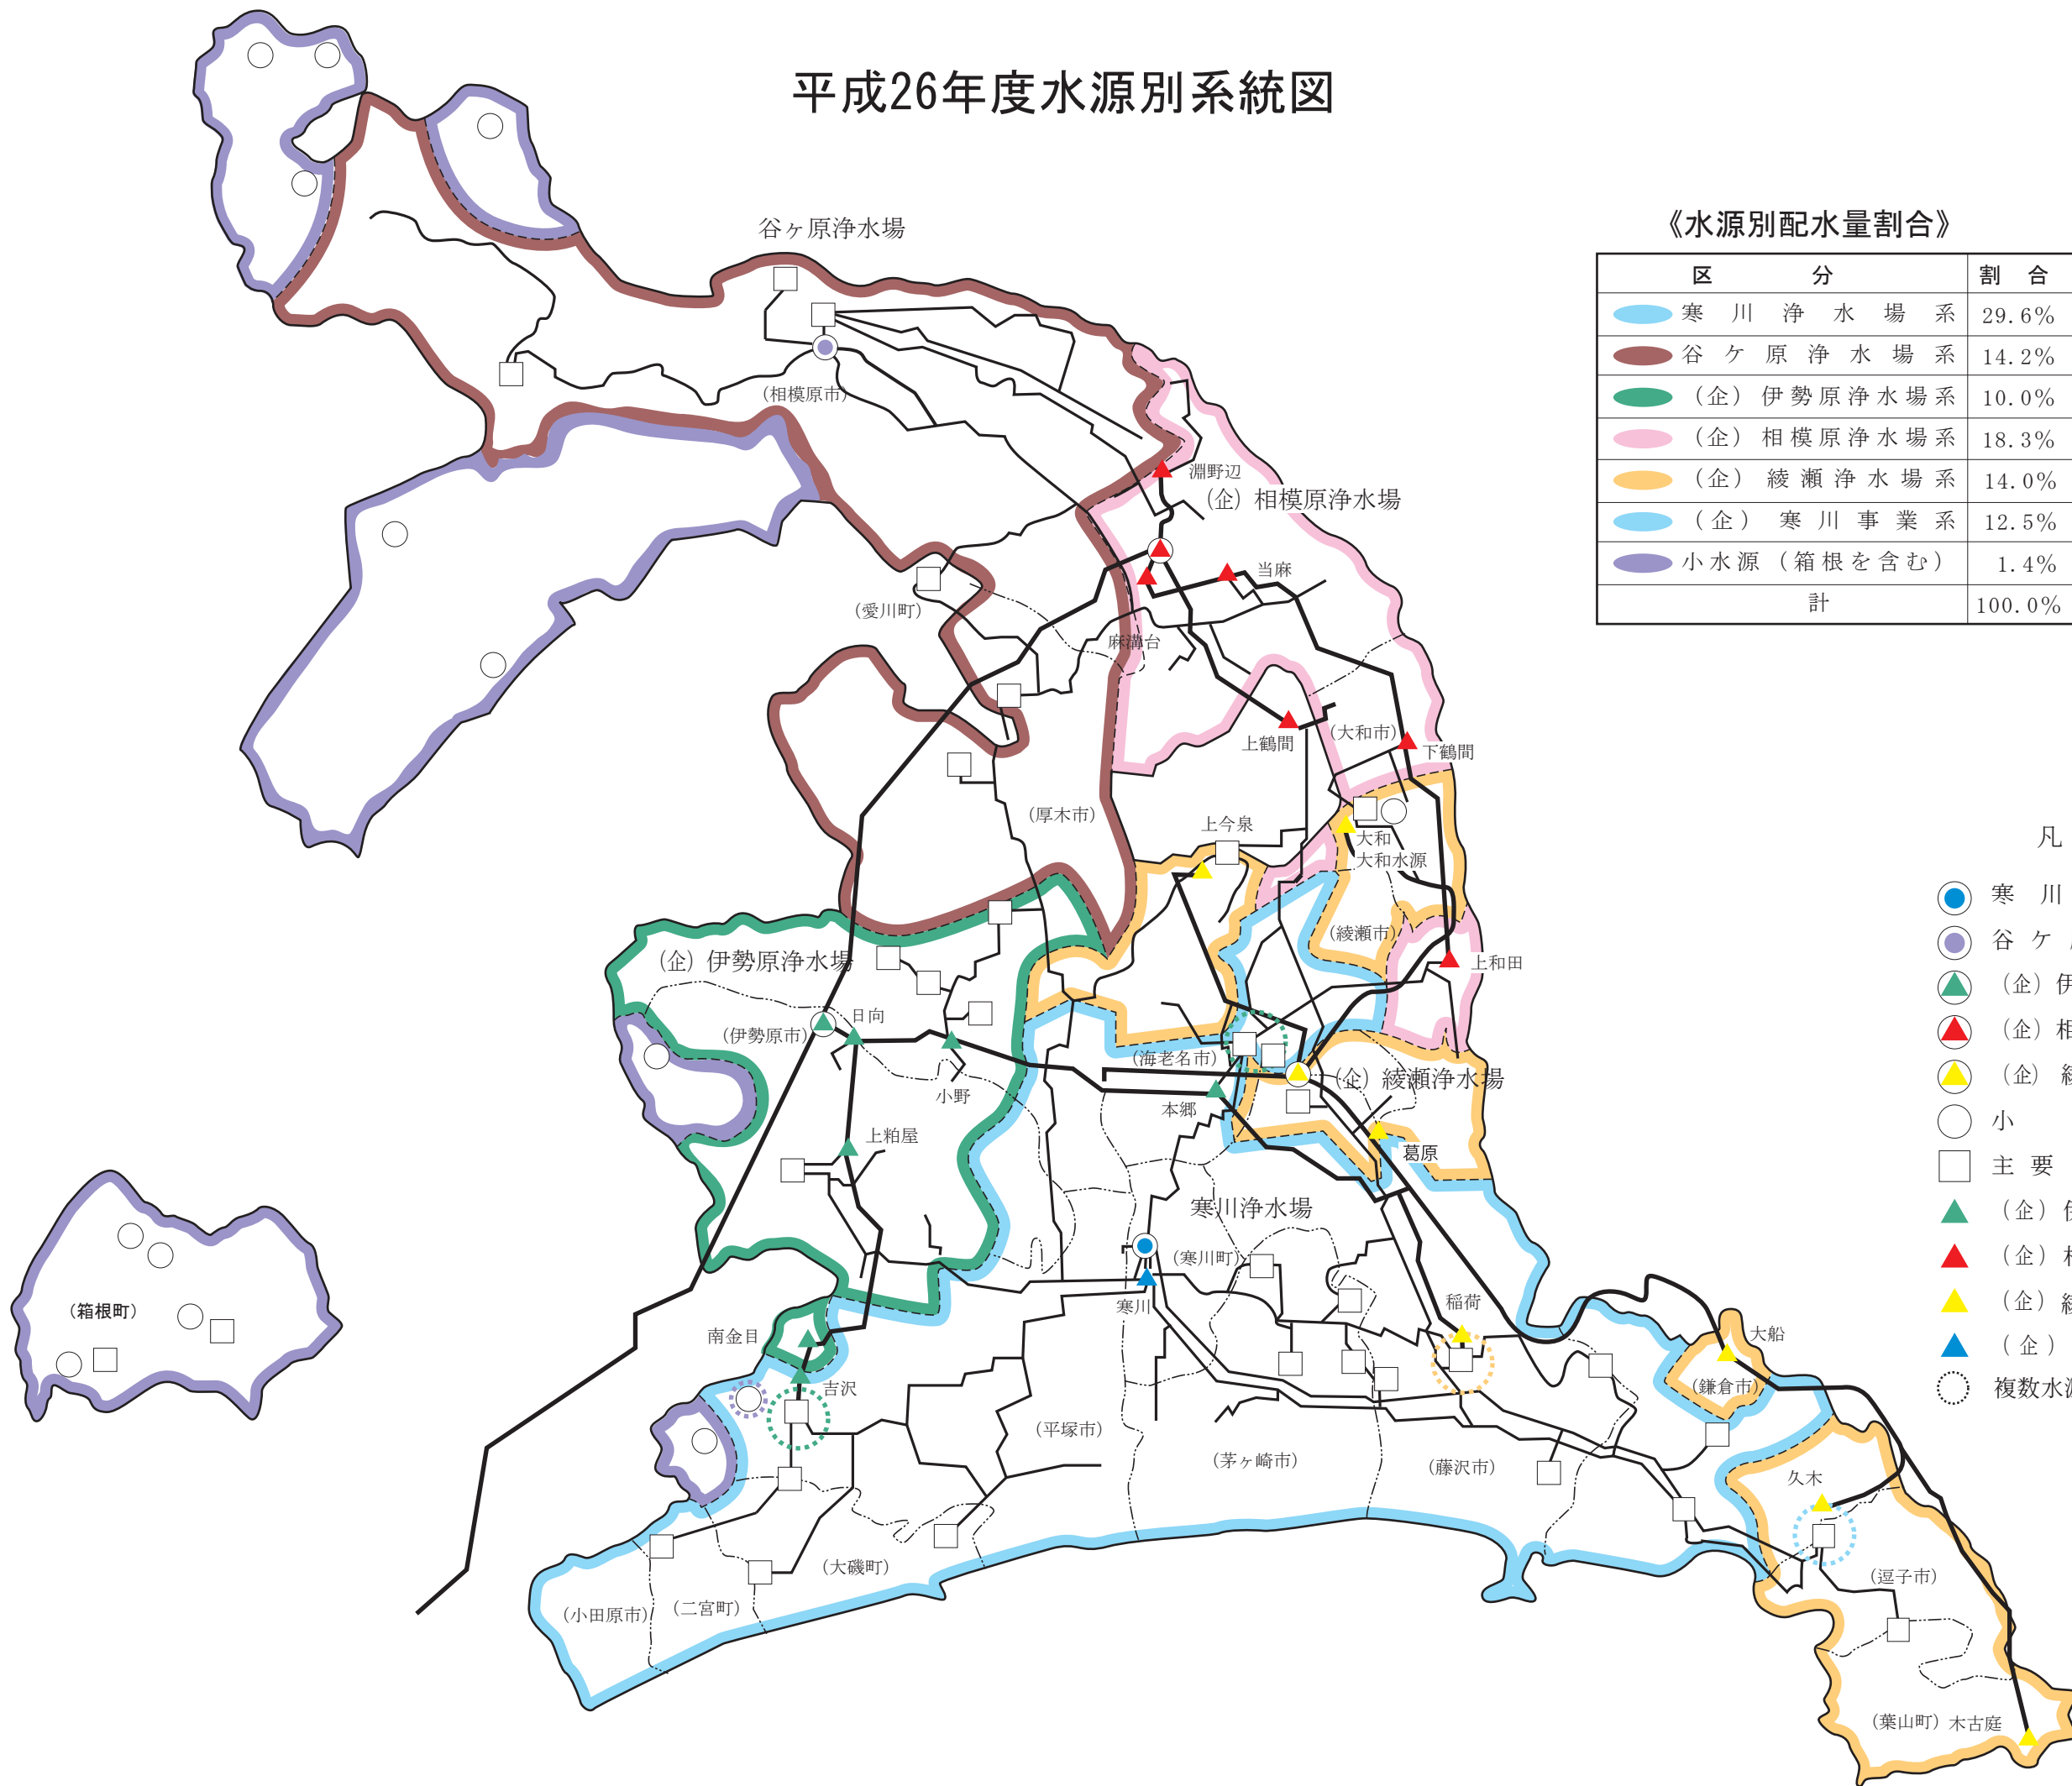 平成26年度水源別系統図
谷ヶ原浄水場
《水源別配水量割合》
区分 割合
寒川浄水場系 29.6%
谷ケ原浄水場系 14.2%
(企)伊勢原浄水場系 10.0%
(企)相模原浄水場系 18.3%
(企)綾瀬浄水場系 14.0%
(企)寒川事業系 12.5%
小水源(箱根を含む) 1.4%
計 100.0%
(相模原市)
淵野辺
(企)相模原浄水場
当麻
(愛川町)
麻溝台
上鶴間
(大和市)
下鶴間
(厚木市)
上今泉
大和
大和水源
(綾瀬市)
上和田
(企)伊勢原浄水場
(伊勢原市)
日向
小野
(海老名市)
(企)綾瀬浄水場
本郷
上粕屋
葛原
寒川浄水場
(寒川町)
寒川
稲荷
(箱根町)
南金目
吉沢
大船
(鎌倉市)
(平塚市)
(茅ヶ崎市)
(藤沢市)
久木
(大磯町)
(逗子市)
(小田原市)
(二宮町)
(葉山町)
木古庭
凡
寒川
谷ケ
(企)伊
(企)相
(企)綾
小
主要
(企)伊
(企)相
(企)綾
(企)
複数水源